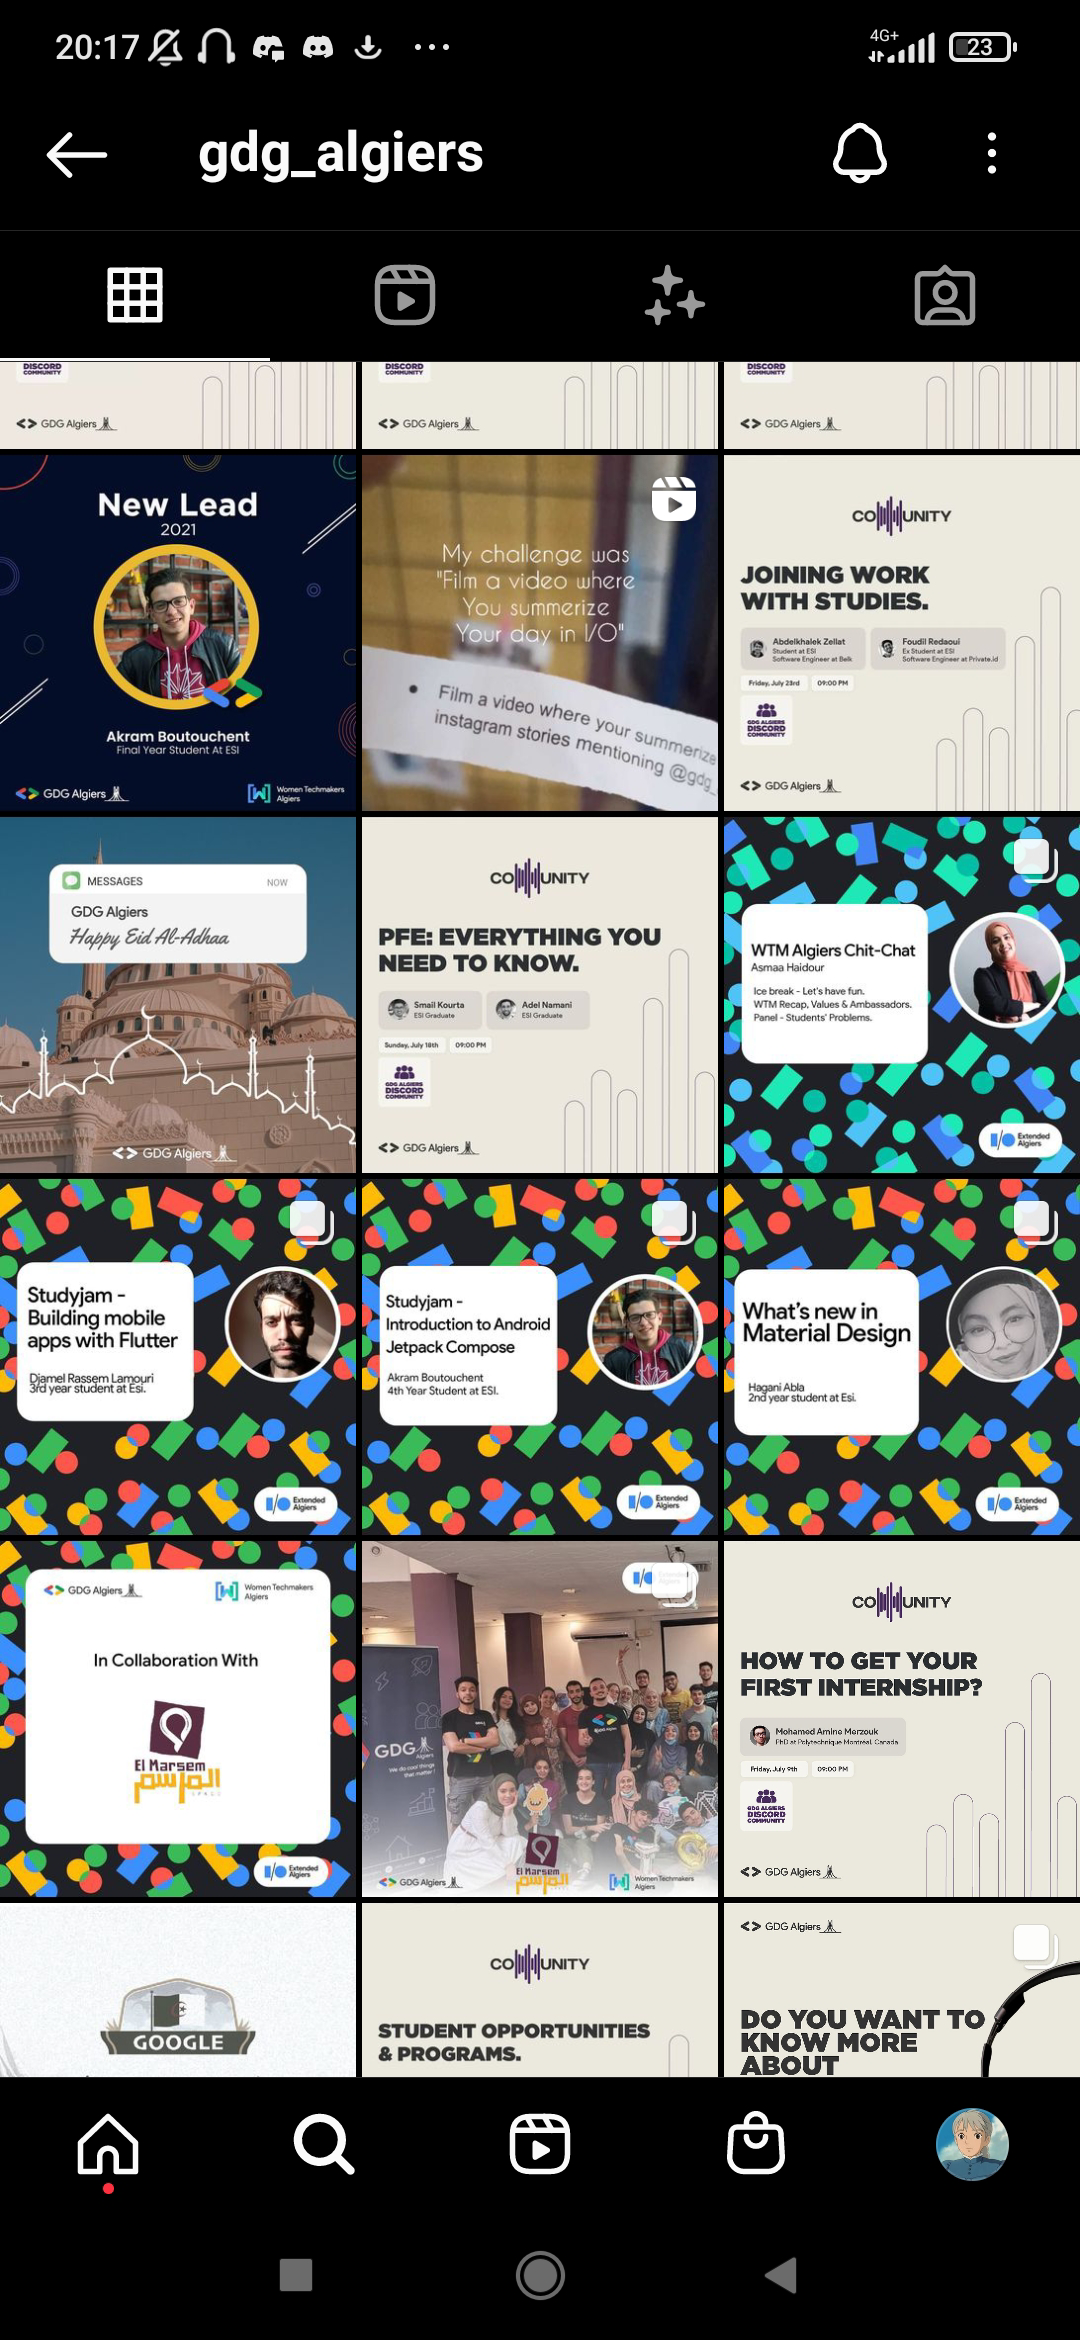 20:17
4G+
23
gdg_algiers
DISCORD
COMMUNITY
GDG Algiers
DISCORD
COMMUNITY
GDG Algiers
DISCORD
COMMUNITY
GDG Algiers
New Lead
2021
Akram Boutouchent
Final Year Student At ESI
GDG Algiers
Women Techmakers
Algiers
My challenge was
"Film a video where
You summerize
Your day in I/O"
• Film a video where your summerize
instagram stories mentioning @gdg_
COMMUNITY
JOINING WORK
WITH STUDIES.
Abdelkhalek Zellat
Student at ESI
Software Engineer at Belk
Foudil Redaoui
Ex Student at ESI
Software Engineer at Private.id
Friday, July 23rd
09:00 PM
GDG ALGIERS
DISCORD
COMMUNITY
GDG Algiers
MESSAGES
NOW
GDG Algiers
Happy Eid Al-Adhaa
GDG Algiers
COMMUNITY
PFE: EVERYTHING YOU
NEED TO KNOW.
Smail Kourta
ESI Graduate
Adel Namani
ESI Graduate
Sunday, July 18th
09:00 PM
GDG ALGIERS
DISCORD
COMMUNITY
GDG Algiers
WTM Algiers Chit-Chat
Asmaa Haidour
Ice break - Let's have fun.
WTM Recap, Values & Ambassadors.
Panel - Students' Problems.
I/O Extended
Algiers
Studyjam -
Building mobile
apps with Flutter
Djamel Rassem Lamouri
3rd year student at Esi.
I/O Extended
Algiers
Studyjam -
Introduction to Android
Jetpack Compose
Akram Boutouchent
4th Year Student at ESI.
I/O Extended
Algiers
What's new in
Material Design
Hagani Abla
2nd year student at Esi.
I/O Extended
Algiers
GDG Algiers
Women Techmakers
Algiers
In Collaboration With
El Marsem
المرسم
SPACE
I/O Extended
Algiers
GDG
Algiers
We do cool things
that matter!
El Marsem
المرسم
GDG Algiers
Women Techmakers
Algiers
COMMUNITY
HOW TO GET YOUR
FIRST INTERNSHIP?
Mohamed Amine Merzouk
PhD at Polytechnique Montréal, Canada
Friday, July 9th
09:00 PM
GDG ALGIERS
DISCORD
COMMUNITY
GDG Algiers
GOOGLE
COMMUNITY
STUDENT OPPORTUNITIES
& PROGRAMS.
GDG Algiers
DO YOU WANT TO
KNOW MORE
ABOUT